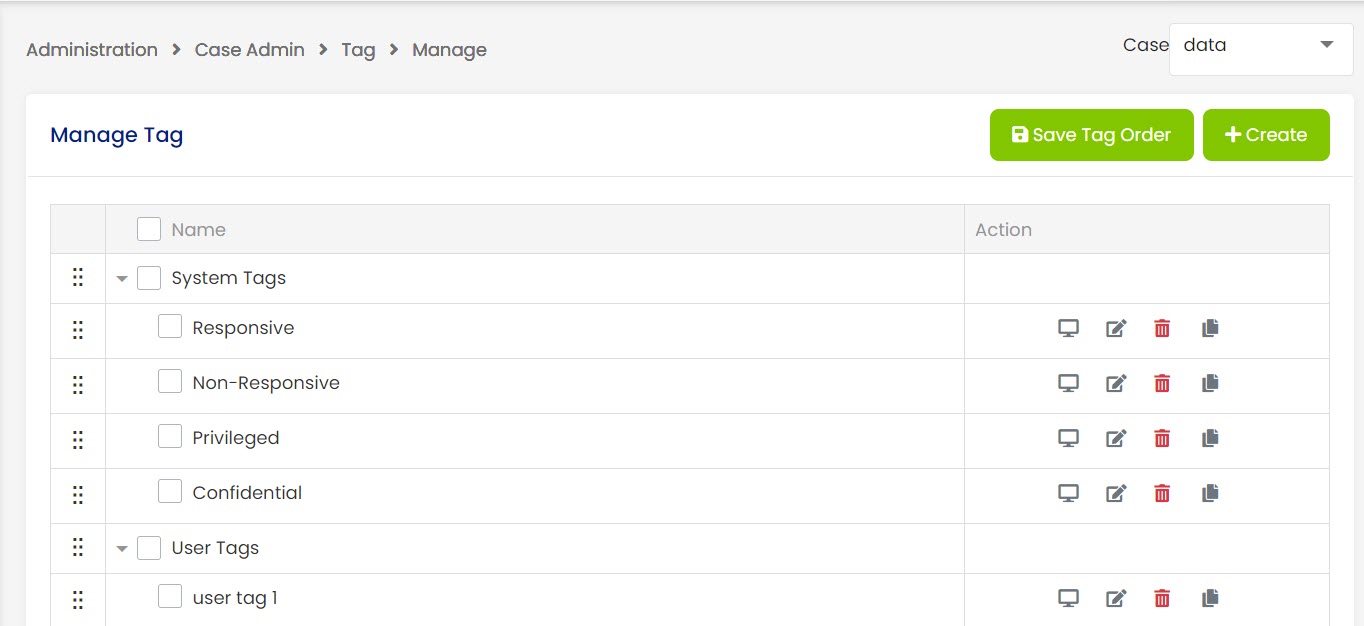 Administration > Case Admin > Tag > Manage
Case data
Manage Tag
Save Tag Order
Create
Name
Action
System Tags
Responsive
Non-Responsive
Privileged
Confidential
User Tags
user tag 1